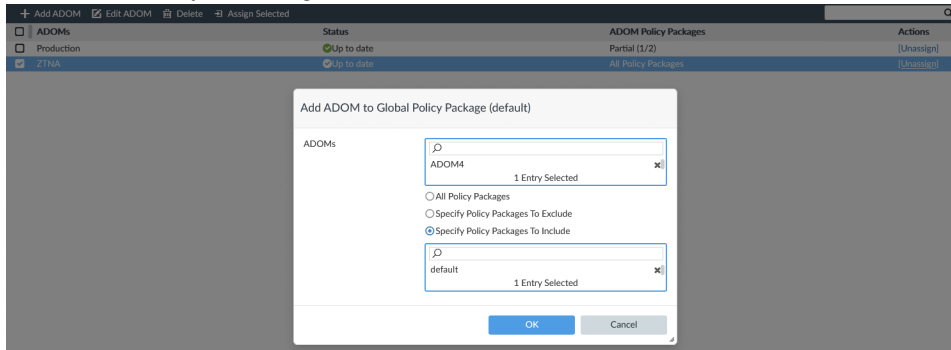 Add ADOM Edit ADOM Delete Assign Selected
ADOMs Status ADOM Policy Packages Actions
Production Up to date Partial (1/2) [Unassign]
ZTNA Up to date All Policy Packages [Unassign]
Add ADOM to Global Policy Package (default)
ADOMs
ADOM4
1 Entry Selected
All Policy Packages
Specify Policy Packages To Exclude
Specify Policy Packages To Include
default
1 Entry Selected
OK Cancel